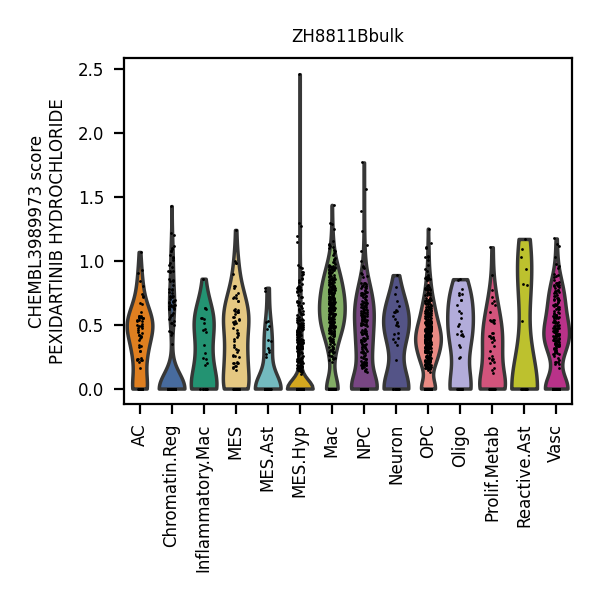 ZH8811Bbulk
CHEMBL3989973 score
PEXIDARTINIB HYDROCHLORIDE
2.5
2.0
1.5
1.0
0.5
0.0
AC
Chromatin.Reg
Inflammatory.Mac
MES
MES.Ast
MES.Hyp
Mac
NPC
Neuron
OPC
Oligo
Prolif.Metab
Reactive.Ast
Vasc